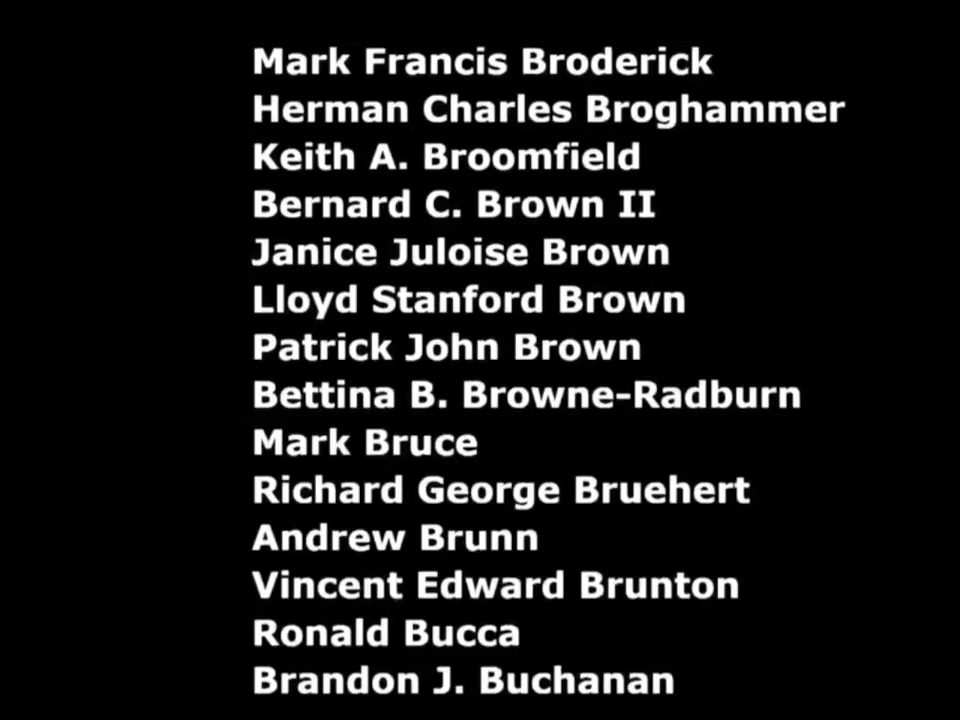 Mark Francis Broderick
Herman Charles Broghammer
Keith A. Broomfield
Bernard C. Brown II
Janice Juloise Brown
Lloyd Stanford Brown
Patrick John Brown
Bettina B. Browne-Radburn
Mark Bruce
Richard George Bruehert
Andrew Brunn
Vincent Edward Brunton
Ronald Bucca
Brandon J. Buchanan